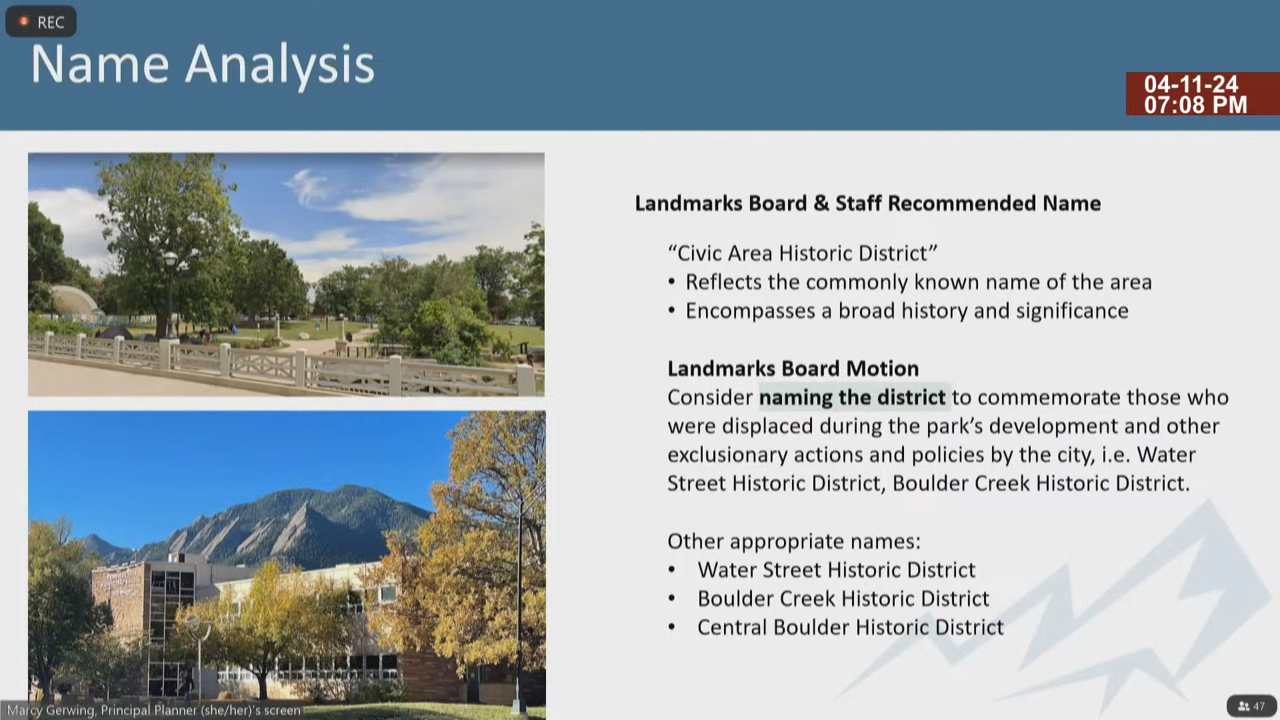 REC
Name Analysis
04-11-24
07:08 PM
Landmarks Board & Staff Recommended Name
“Civic Area Historic District”
• Reflects the commonly known name of the area
• Encompasses a broad history and significance
Landmarks Board Motion
Consider naming the district to commemorate those who
were displaced during the park’s development and other
exclusionary actions and policies by the city, i.e. Water
Street Historic District, Boulder Creek Historic District.
Other appropriate names:
• Water Street Historic District
• Boulder Creek Historic District
• Central Boulder Historic District
Marcy Gerwing, Principal Planner (she/her)'s screen
47